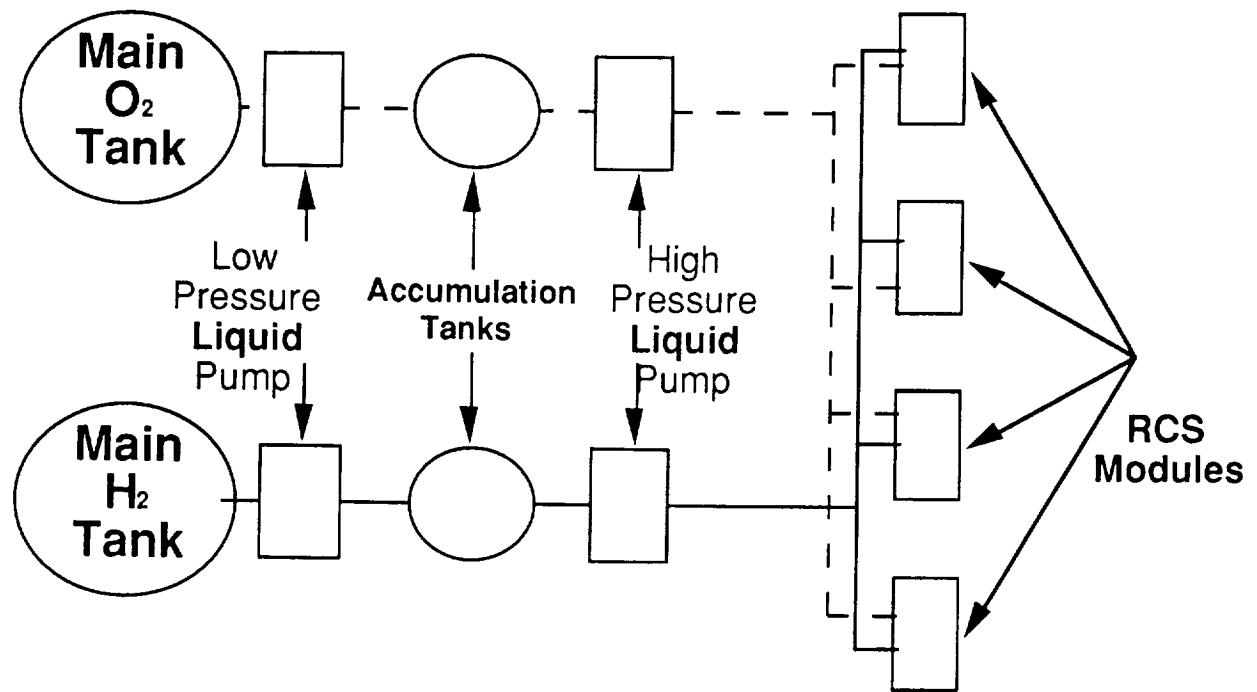 Main
O₂
Tank
Low
Pressure
Liquid
Pump
Accumulation
Tanks
High
Pressure
Liquid
Pump
Main
H₂
Tank
RCS
Modules